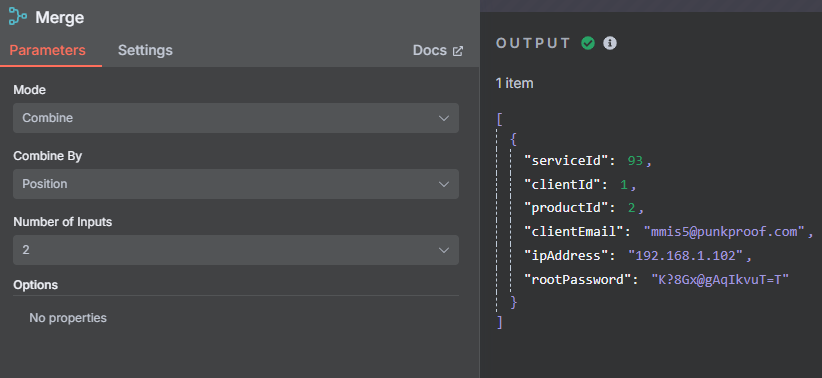 Merge
Parameters
Settings
Docs
Mode
Combine
Combine By
Position
Number of Inputs
2
Options
No properties
OUTPUT
1 item
[
{
"serviceId": 93,
"clientId": 1,
"productId": 2,
"clientEmail": "mmis5@punkproof.com",
"ipAddress": "192.168.1.102",
"rootPassword": "K?8Gx@gAqIkvuT=T"
}
]